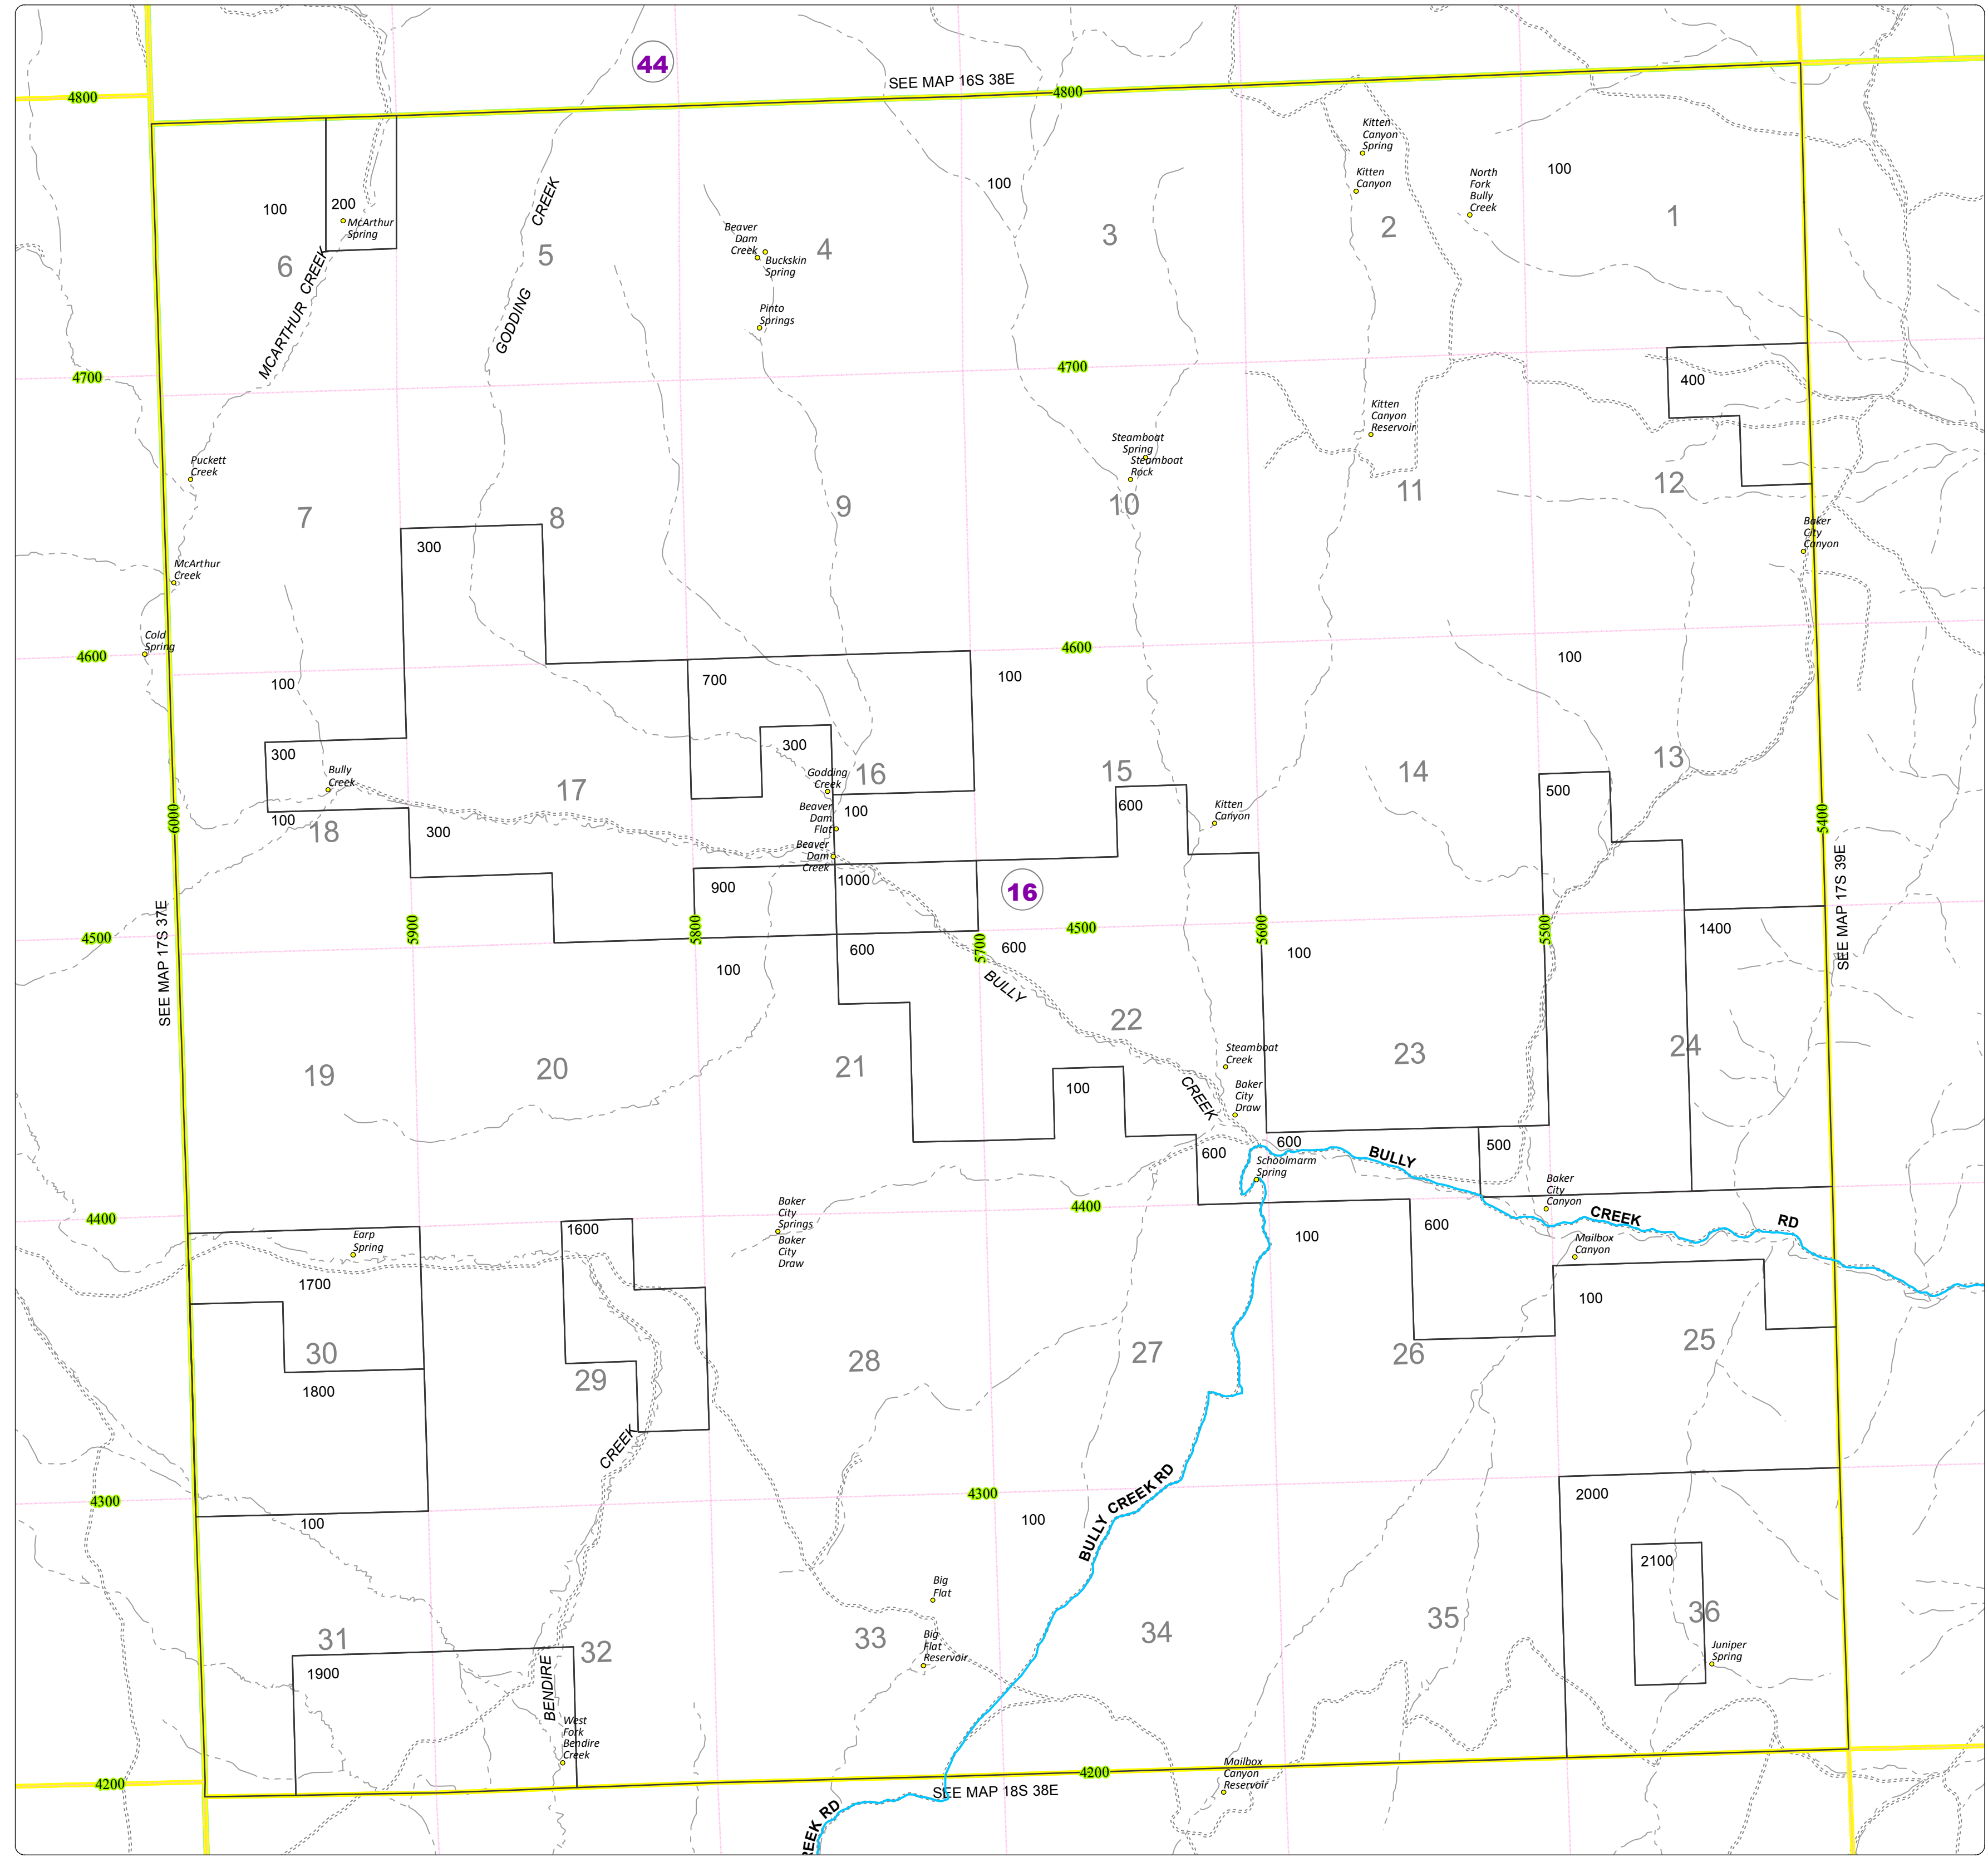 44
SEE MAP 16S 38E
4800
4800
Kitten
Canyon
Spring
Kitten
Canyon
North
Fork
Bully
Creek
100
100
100
200
McArthur
Spring
CREEK
GODDING
MCARTHUR CREEK
Beaver
Dam
Creek
Buckskin
Spring
Pinto
Springs
6
5
4
3
2
1
4700
4700
400
Kitten
Canyon
Reservoir
Steamboat
Spring
Steamboat
Rock
Puckett
Creek
7
8
9
10
11
12
300
Baker
City
Canyon
McArthur
Creek
Cold
Spring
4600
4600
100
700
100
100
300
300
Bully
Creek
100
18
300
17
Godding
Creek
16
Beaver
Dam
Flat
100
Beaver
Dam
Creek
15
600
Kitten
Canyon
14
13
500
6000
5400
900
1000
16
SEE MAP 17S 37E
SEE MAP 17S 39E
4500
5900
5800
5700
4500
5600
5500
600
600
100
100
1400
BULLY
CREEK
19
20
21
22
23
24
Steamboat
Creek
Baker
City
Draw
100
600
600
500
Schoolmarm
Spring
BULLY
CREEK
RD
Baker
City
Canyon
Mailbox
Canyon
4400
4400
Earp
Spring
1600
Baker
City
Springs
Baker
City
Draw
100
600
1700
100
30
1800
29
28
27
26
25
CREEK
4300
4300
100
100
BULLY
CREEK RD
2000
2100
Big
Flat
Big
Flat
Reservoir
31
32
33
34
35
36
1900
BENDIRE
West
Fork
Bendire
Creek
Juniper
Spring
Mailbox
Canyon
Reservoir
4200
4200
SEE MAP 18S 38E
REEK RD